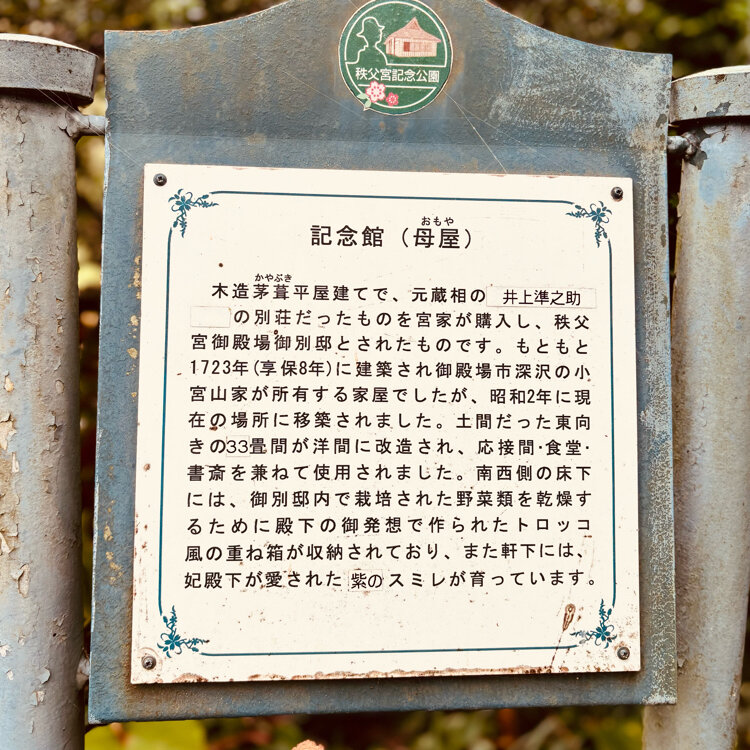 秩父宮記念公園
記念館（母屋）
おもや
かやぶき
木造茅葺平屋建てで、元蔵相の 井上準之助
の別荘だったものを宮家が購入し、秩父
宮御殿場御別邸とされたものです。もともと
1723年(享保8年)に建築され御殿場市深沢の小
宮山家が所有する家屋でしたが、昭和2年に現
在の場所に移築されました。土間だった東向
きの33畳間が洋間に改造され、応接間･食堂･
書斎を兼ねて使用されました。南西側の床下
には、御別邸内で栽培された野菜類を乾燥す
るために殿下の御発想で作られたトロッコ
風の重ね箱が収納されており、また軒下には、
妃殿下が愛された 紫の スミレが育っています。